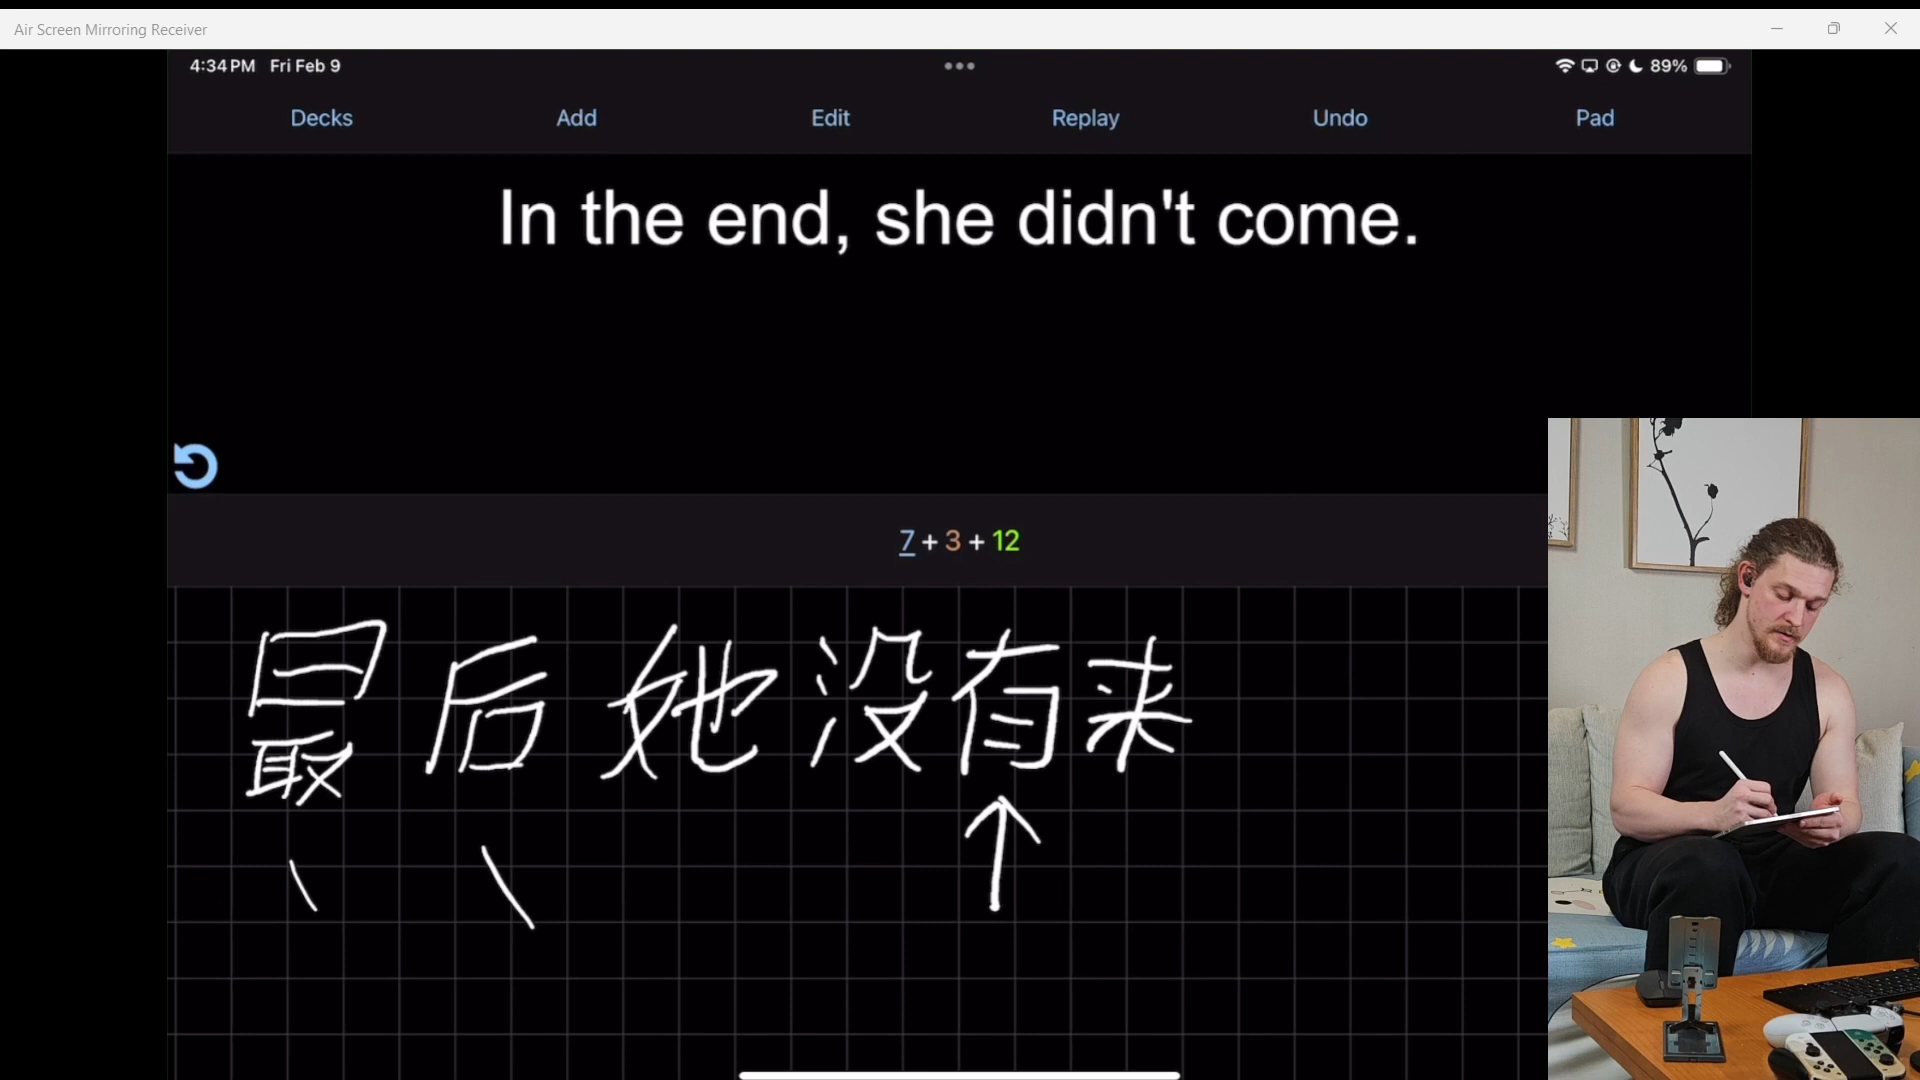 Air Screen Mirroring Receiver
4:34 PM Fri Feb 9
89%
Decks Add Edit Replay Undo Pad
In the end, she didn't come.
7 + 3 + 12
最后她没有来